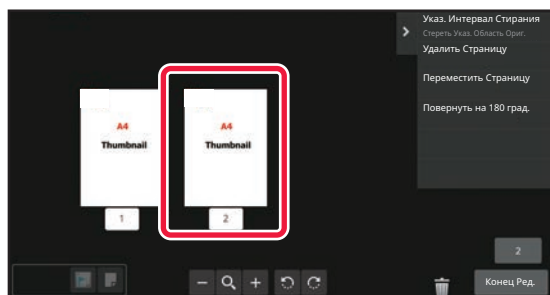 Указ. Интервал Стирания
Стереть Указ. Область Ориг.
Удалить Страницу
Переместить Страницу
Повернуть на 180 град.
A4
Thumbnail
1
A4
Thumbnail
2
2
Конец Ред.